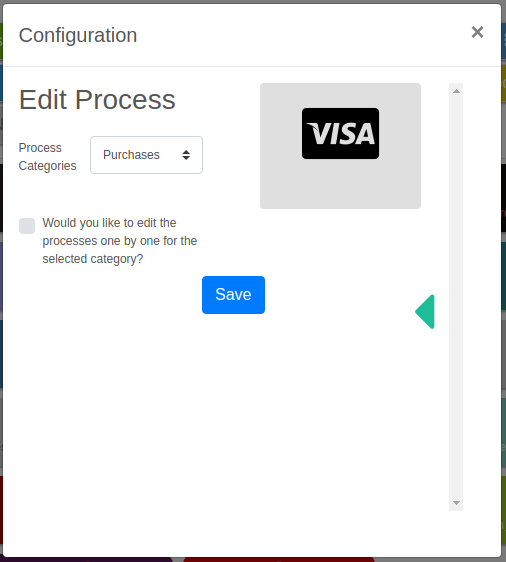 Configuration
×
Edit Process
VISA
Process
Categories
Purchases
Would you like to edit the
processes one by one for the
selected category?
Save